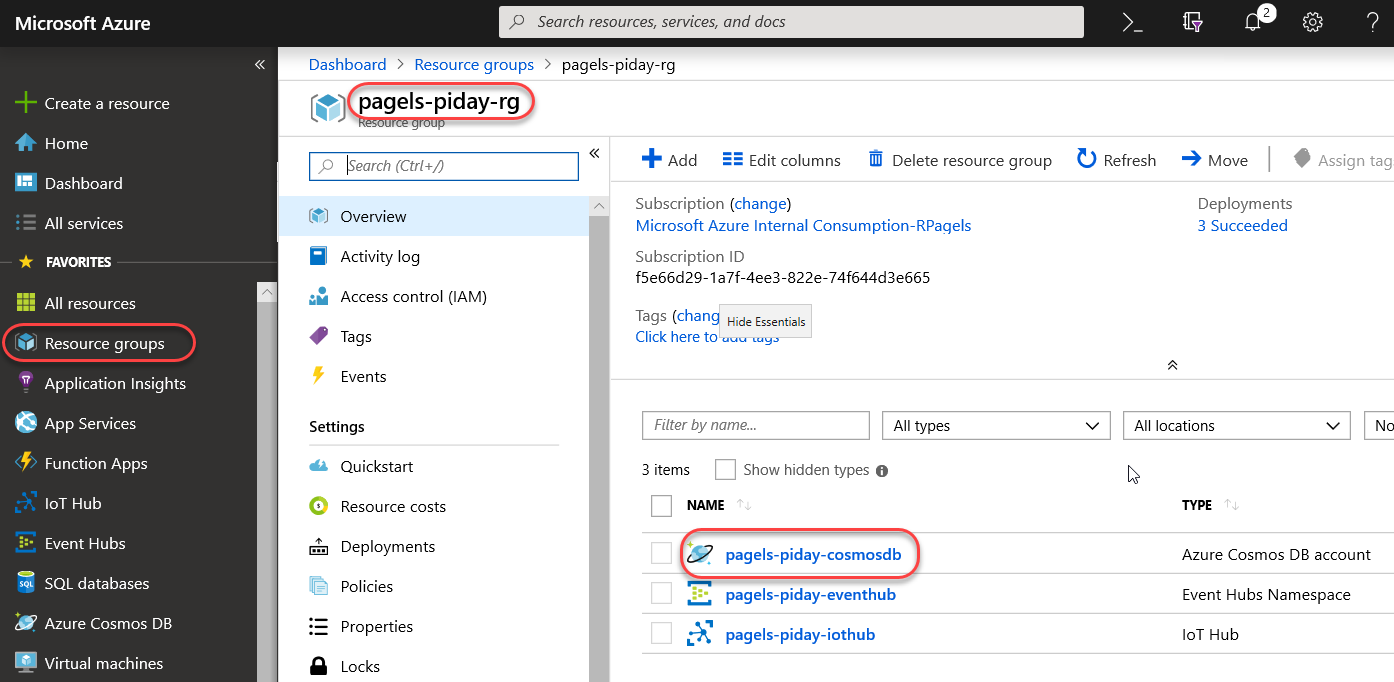 Microsoft Azure
Search resources, services, and docs
2
Create a resource
Home
Dashboard
All services
FAVORITES
All resources
Resource groups
Application Insights
App Services
Function Apps
IoT Hub
Event Hubs
SQL databases
Azure Cosmos DB
Virtual machines
Dashboard > Resource groups > pagels-piday-rg
pagels-piday-rg
Resource group
Search (Ctrl+/)
Overview
Activity log
Access control (IAM)
Tags
Events
Settings
Quickstart
Resource costs
Deployments
Policies
Properties
Locks
Add Edit columns Delete resource group Refresh Move Assign tag
Subscription (change)
Microsoft Azure Internal Consumption-RPagels
Deployments
3 Succeeded
Subscription ID
f5e66d29-1a7f-4ee3-822e-74f644d3e665
Tags (chang
Hide Essentials
Click here to add tags
Filter by name... All types All locations No
3 items Show hidden types
NAME TYPE
pagels-piday-cosmosdb Azure Cosmos DB account
pagels-piday-eventhub Event Hubs Namespace
pagels-piday-iothub IoT Hub